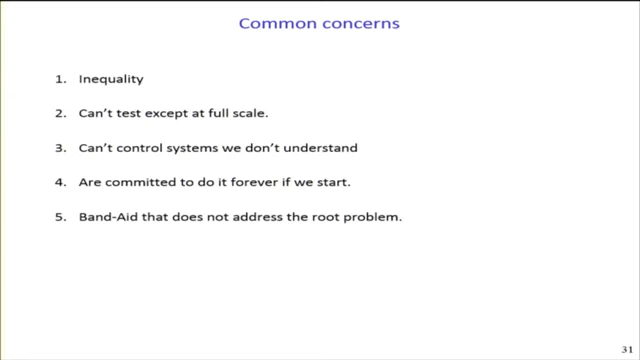 Common concerns
1. Inequality
2. Can't test except at full scale.
3. Can't control systems we don't understand
4. Are committed to do it forever if we start.
5. Band-Aid that does not address the root problem.
31